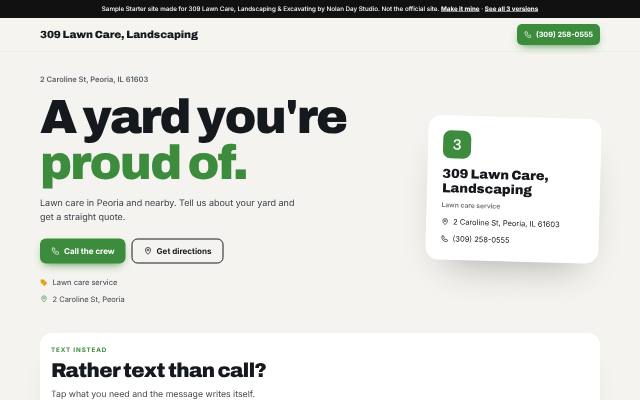 Sample Starter site made for 309 Lawn Care, Landscaping & Excavating by Nolan Day Studio. Not the official site. Make it mine · See all 3 versions
309 Lawn Care, Landscaping
(309) 258-0555
2 Caroline St, Peoria, IL 61603
A yard you're
proud of.
Lawn care in Peoria and nearby. Tell us about your yard and
get a straight quote.
Call the crew
Get directions
Lawn care service
2 Caroline St, Peoria
3
309 Lawn Care,
Landscaping
Lawn care service
2 Caroline St, Peoria, IL 61603
(309) 258-0555
TEXT INSTEAD
Rather text than call?
Tap what you need and the message writes itself.